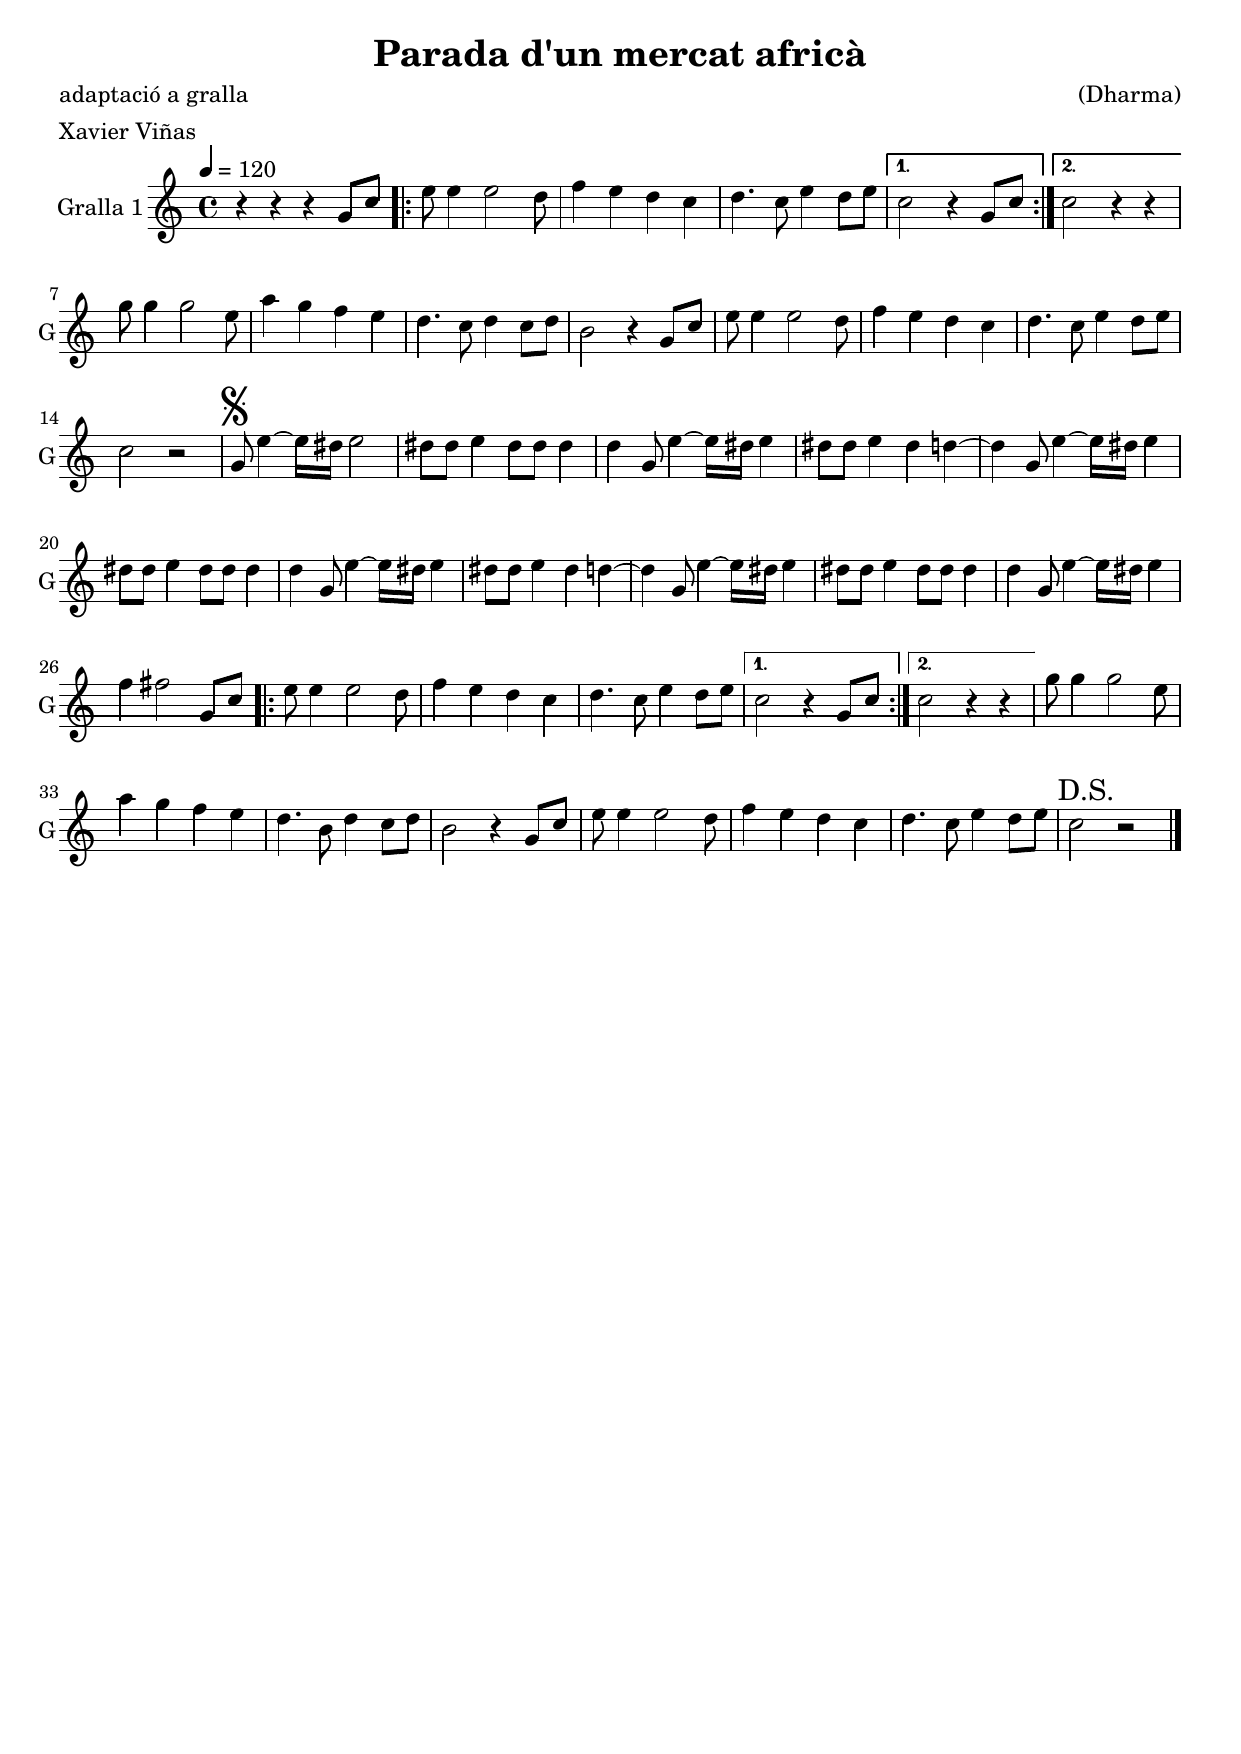 Parada d'un mercat africà
adaptació a gralla (Dharma)
Xavier Viñas
= 120
Gralla 1
1. 2.
7
G
14
G
20
G
26
G
1. 2.
33
G
D.S.